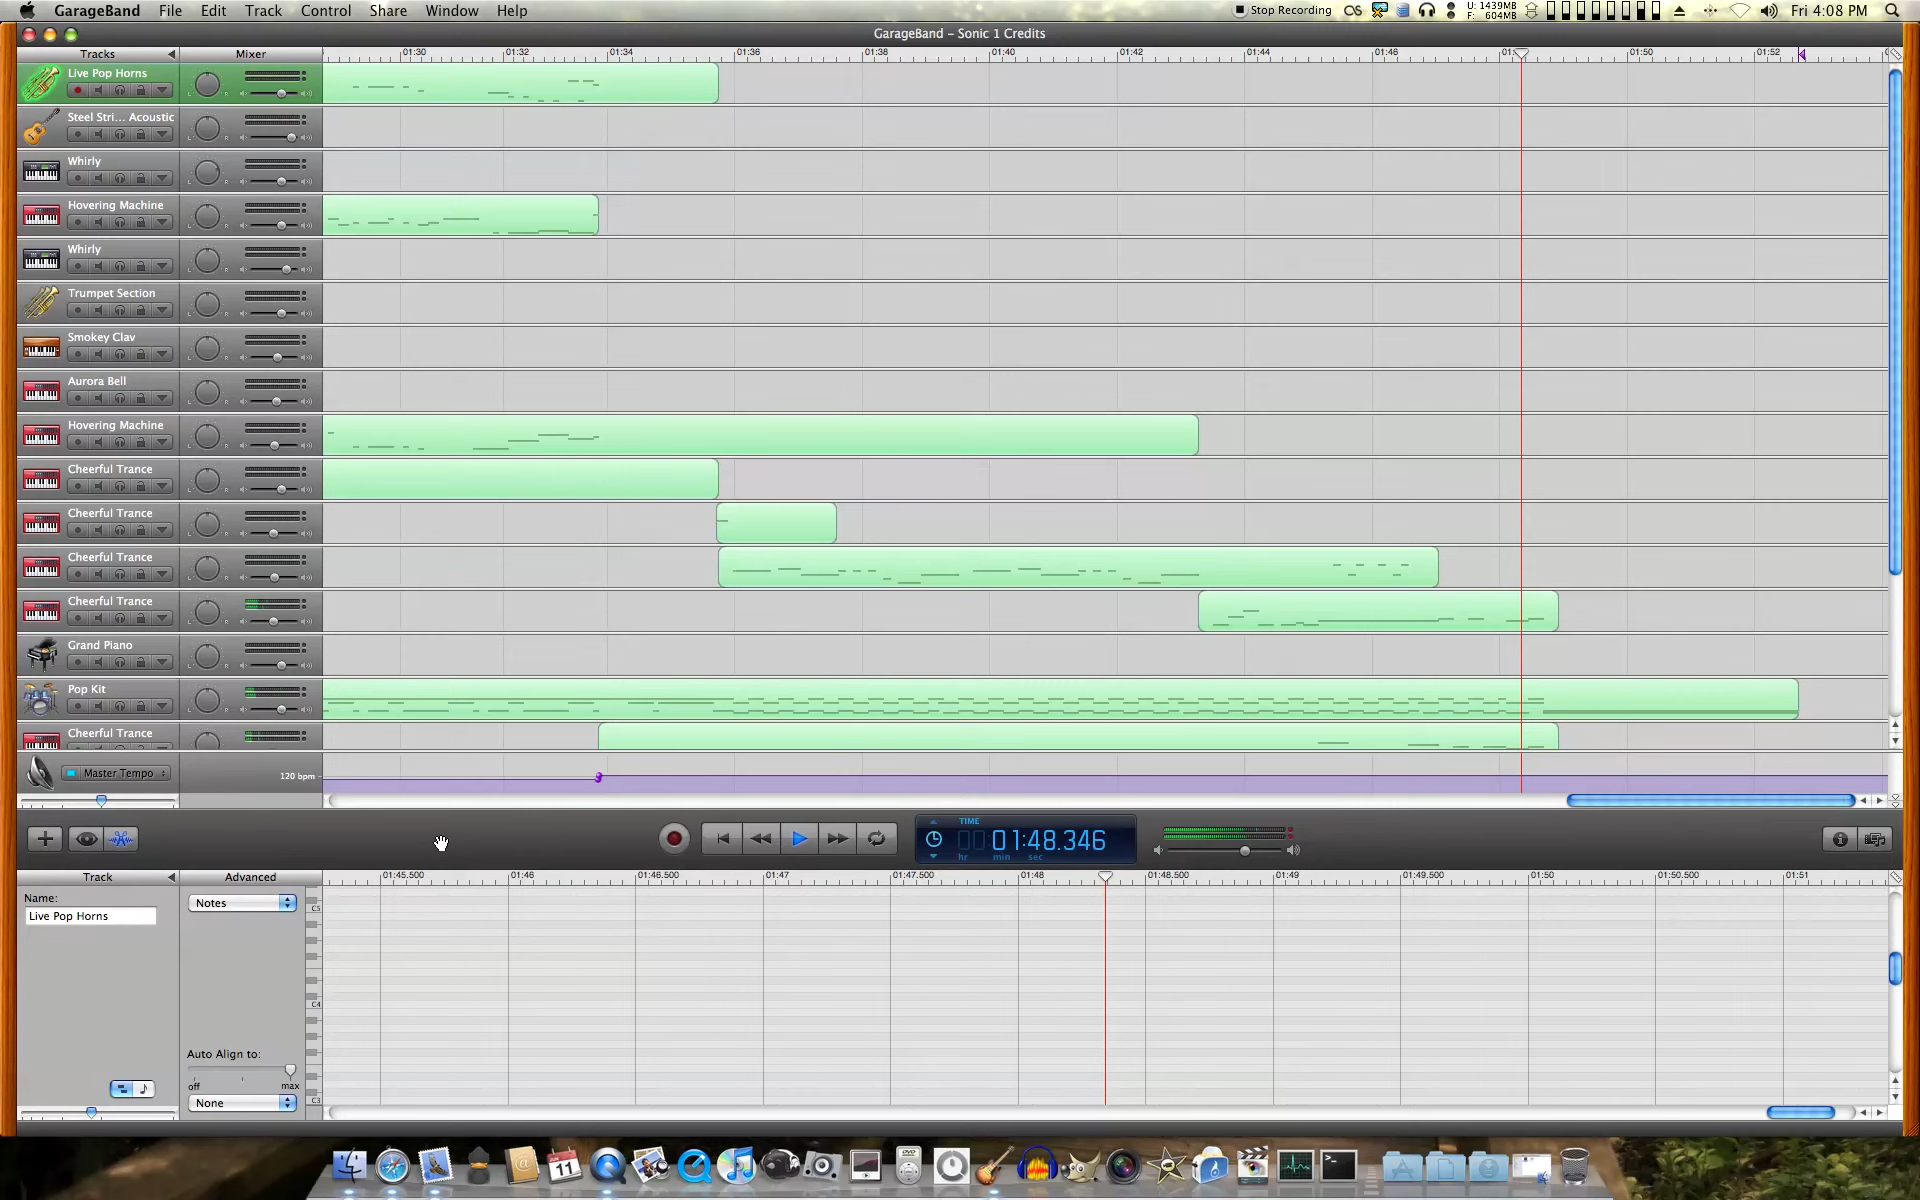 GarageBand File Edit Track Control Share Window Help
Stop Recording U: 1439MB F: 604MB Fri 4:08 PM
GarageBand – Sonic 1 Credits
Tracks Mixer 01:30 01:32 01:34 01:36 01:38 01:40 01:42 01:44 01:46 01:50 01:52
Live Pop Horns
Steel Stri... Acoustic
Whirly
Hovering Machine
Whirly
Trumpet Section
Smokey Clav
Aurora Bell
Hovering Machine
Cheerful Trance
Cheerful Trance
Cheerful Trance
Cheerful Trance
Grand Piano
Pop Kit
Cheerful Trance
Master Tempo 120 bpm
TIME
01:48.346
hr min sec
Track Advanced 01:45.500 01:46 01:46.500 01:47 01:47.500 01:48 01:48.500 01:49 01:49.500 01:50 01:50.500 01:51
Name:
Live Pop Horns
Notes
C5
C4
Auto Align to:
off max
None
C3
JUN
11